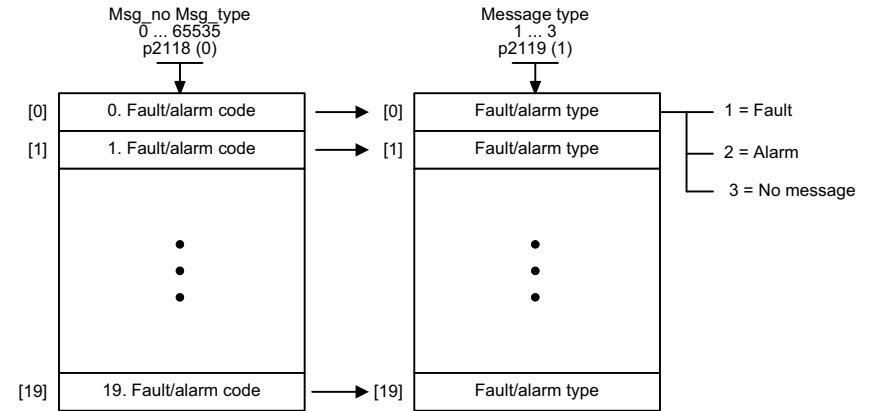 Msg_no Msg_type
0 ... 65535
p2118 (0)
Message type
1 ... 3
p2119 (1)
[0] 0. Fault/alarm code [0] Fault/alarm type 1 = Fault
[1] 1. Fault/alarm code [1] Fault/alarm type 2 = Alarm
3 = No message
[19] 19. Fault/alarm code [19] Fault/alarm type